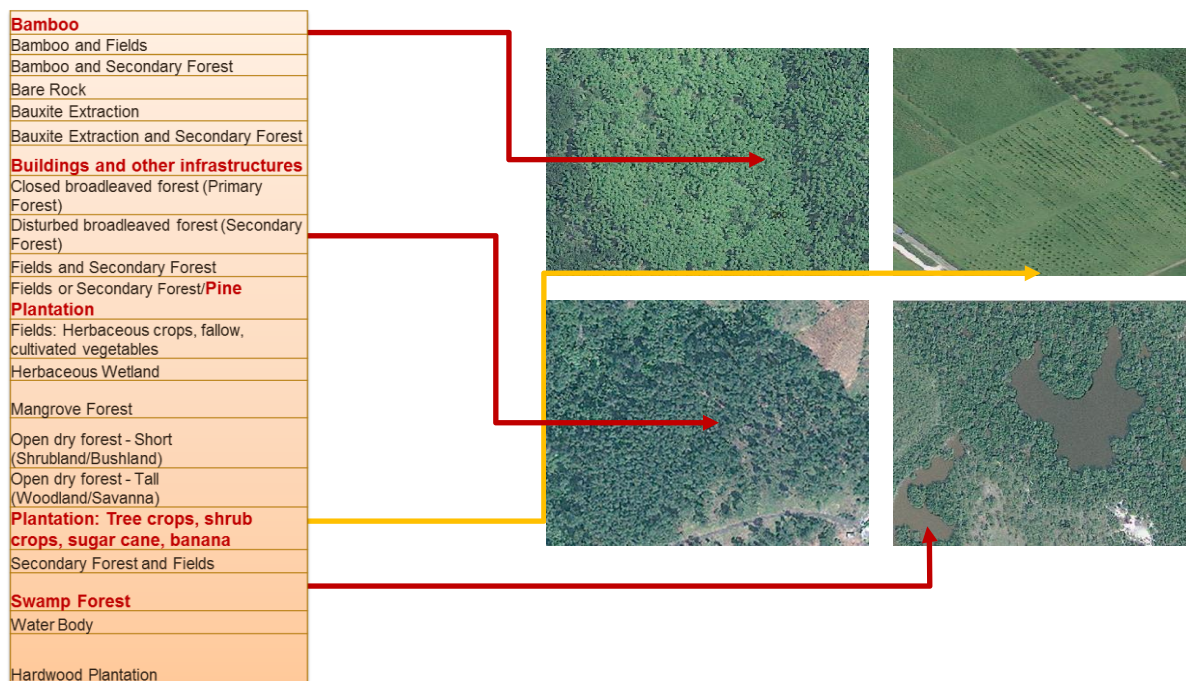 Bamboo
Bamboo and Fields
Bamboo and Secondary Forest
Bare Rock
Bauxite Extraction
Bauxite Extraction and Secondary Forest
Buildings and other infrastructures
Closed broadleaved forest (Primary
Forest)
Disturbed broadleaved forest (Secondary
Forest)
Fields and Secondary Forest
Fields or Secondary Forest/Pine
Plantation
Fields: Herbaceous crops, fallow,
cultivated vegetables
Herbaceous Wetland
Mangrove Forest
Open dry forest - Short
(Shrubland/Bushland)
Open dry forest - Tall
(Woodland/Savanna)
Plantation: Tree crops, shrub
crops, sugar cane, banana
Secondary Forest and Fields
Swamp Forest
Water Body
Hardwood Plantation